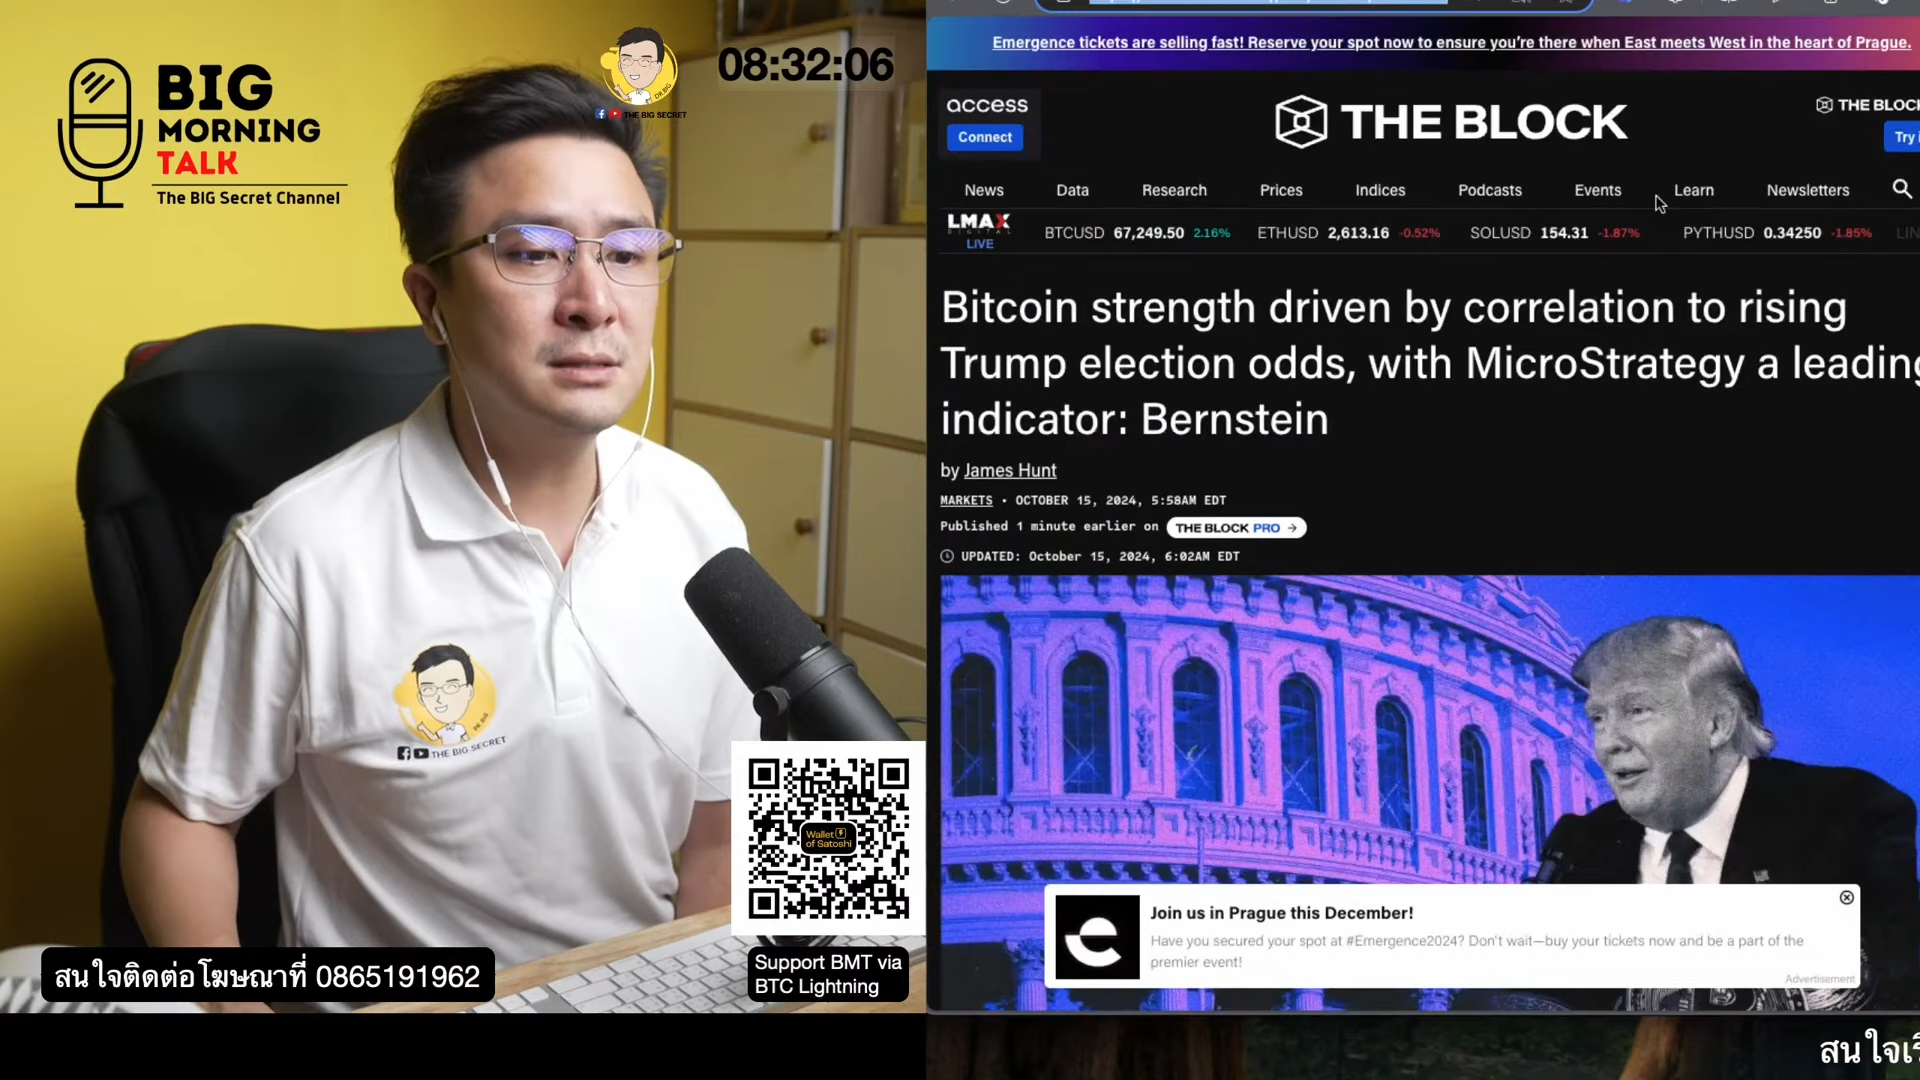 BIG
MORNING
TALK
The BIG Secret Channel
DR.BIG
THE BIG SECRET
08:32:06
DR.BIG
THE BIG SECRET
Wallet
of Satoshi
สนใจติดต่อโฆษณาที่ 0865191962
Support BMT via
BTC Lightning
Emergence tickets are selling fast! Reserve your spot now to ensure you're there when East meets West in the heart of Prague.
access
Connect
THE BLOCK
THE BLOCK
Try
News Data Research Prices Indices Podcasts Events Learn Newsletters
LMAX
DIGITAL
LIVE
BTCUSD 67,249.50 2.16% ETHUSD 2,613.16 -0.52% SOLUSD 154.31 -1.87% PYTHUSD 0.34250 -1.85% LIN
Bitcoin strength driven by correlation to rising
Trump election odds, with MicroStrategy a leading
indicator: Bernstein
by James Hunt
MARKETS • OCTOBER 15, 2024, 5:58AM EDT
Published 1 minute earlier on THE BLOCK PRO →
UPDATED: October 15, 2024, 6:02AM EDT
Join us in Prague this December!
Have you secured your spot at #Emergence2024? Don't wait—buy your tickets now and be a part of the
premier event!
Advertisement